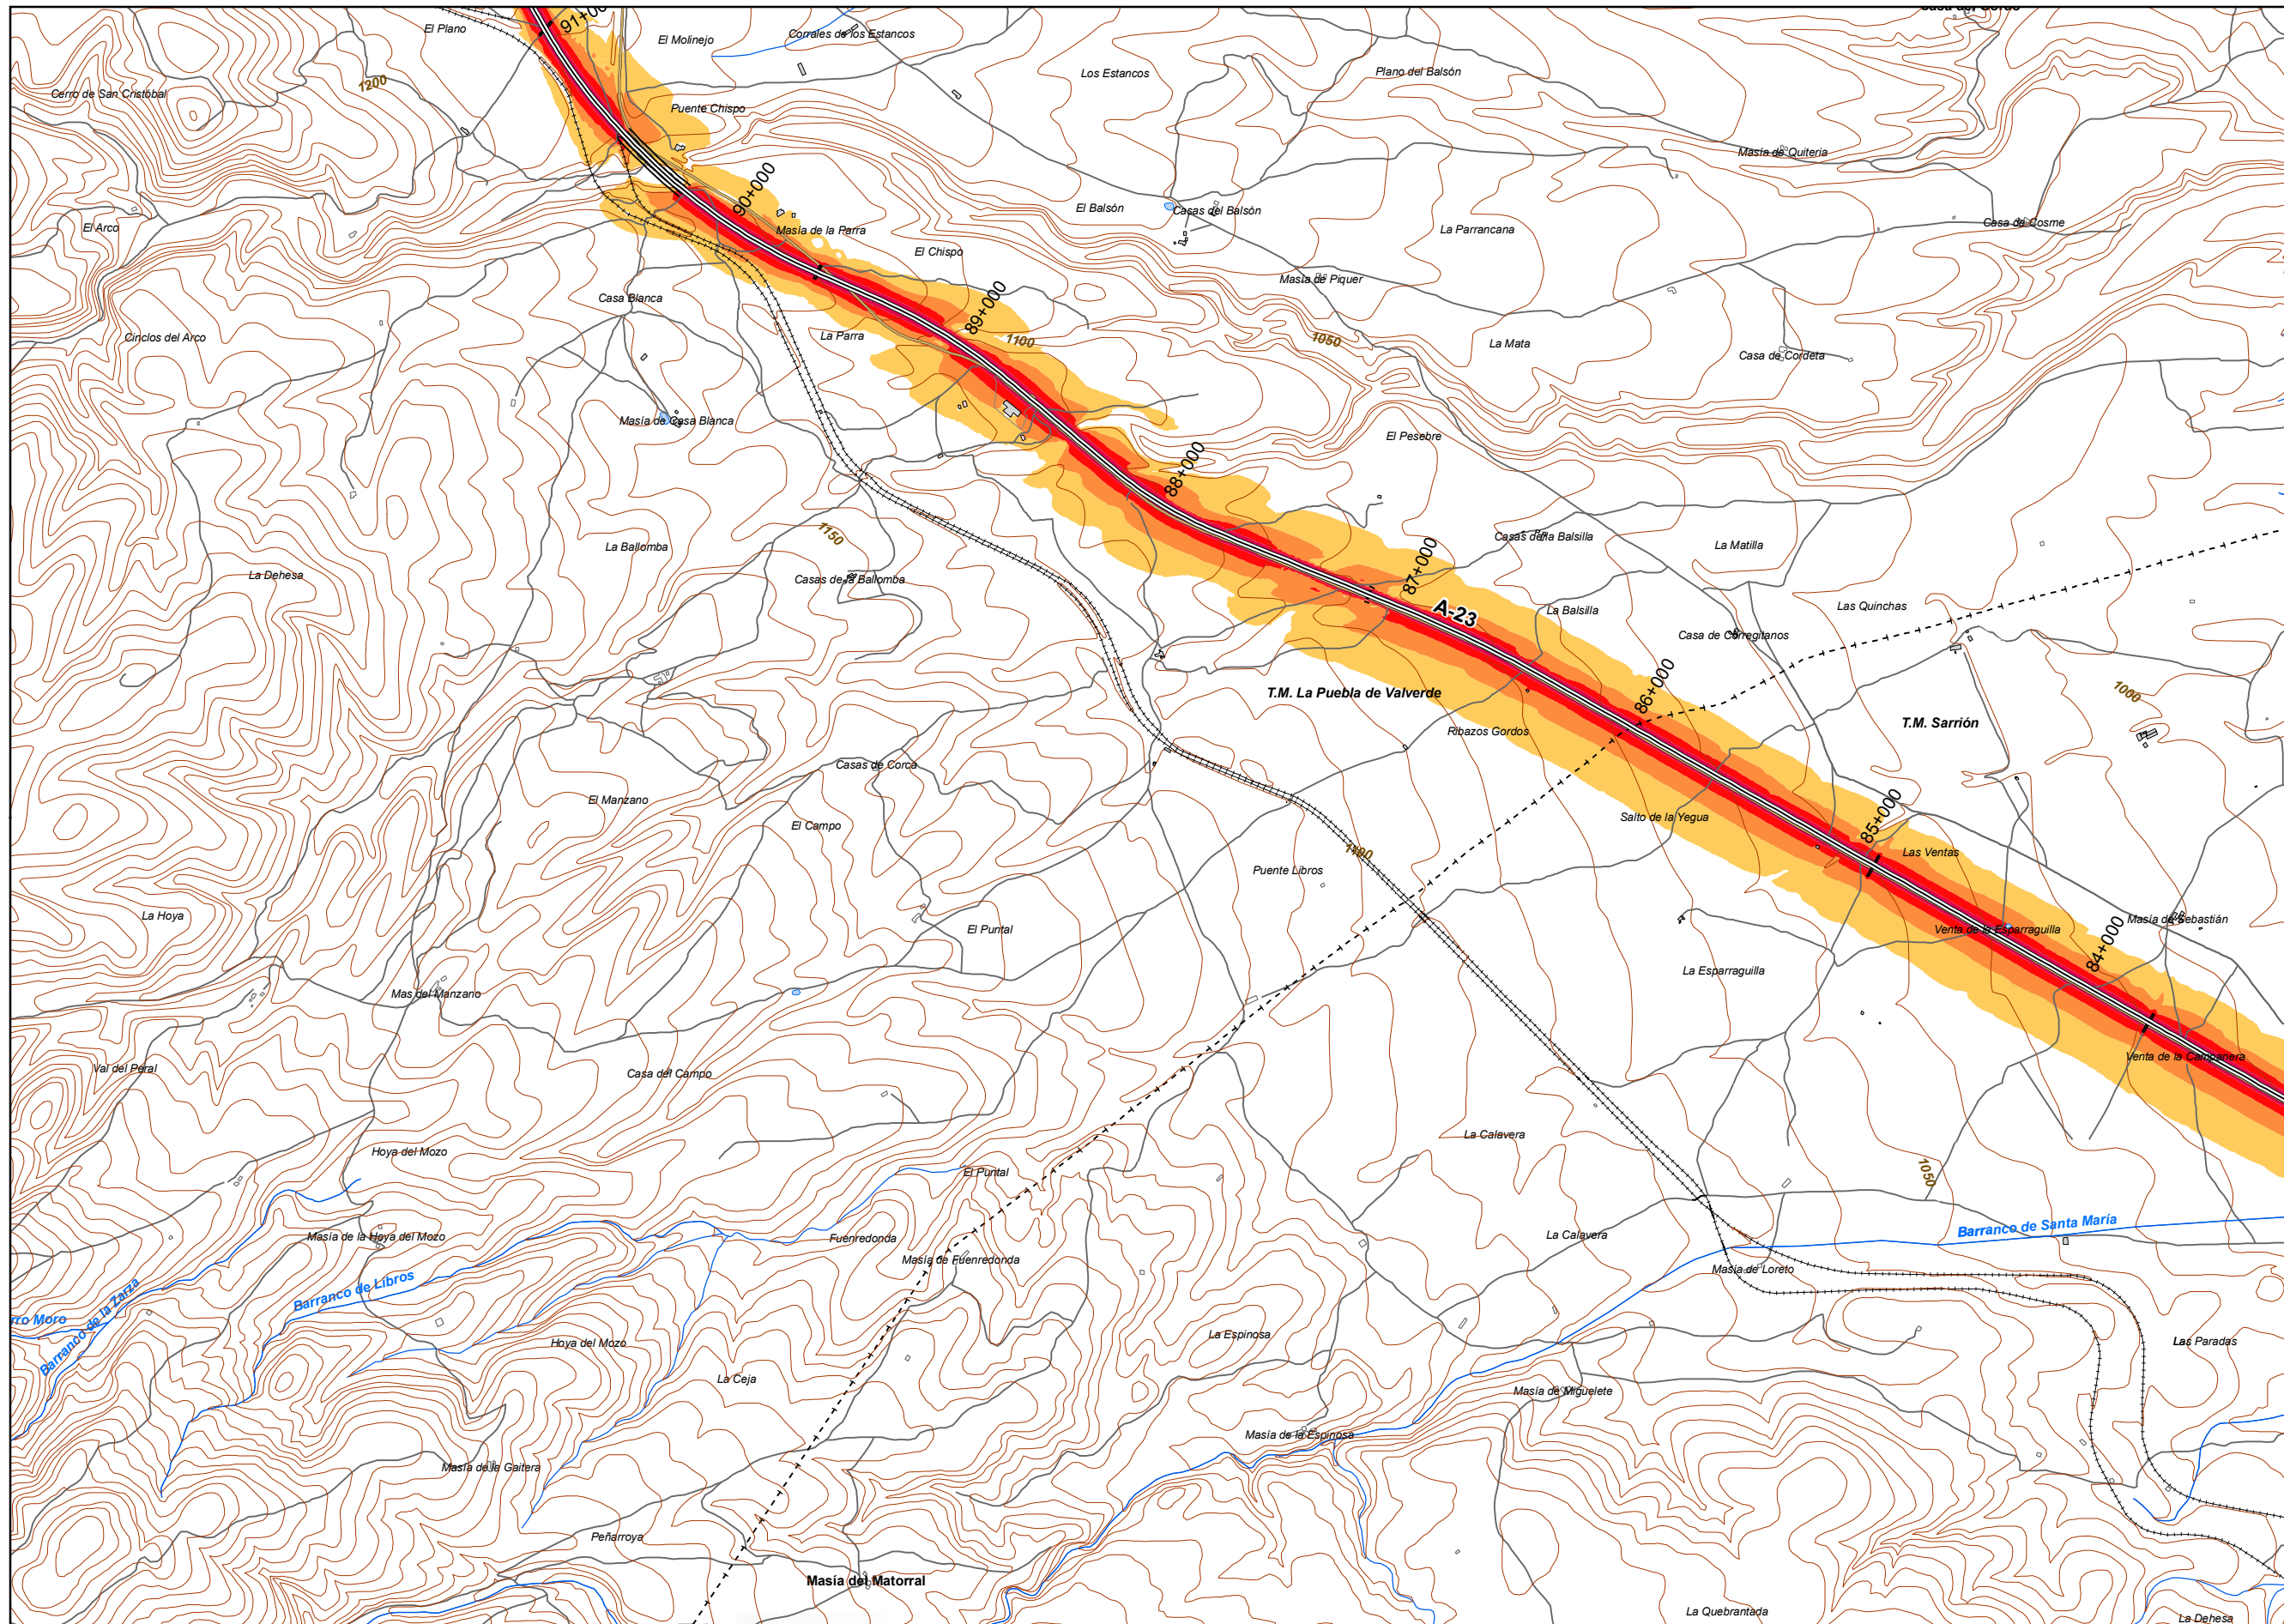 El Plano
El Molinejo
Corrales de los Estancos
Los Estancos
Plano del Balsón
Cerro de San Cristóbal
1200
Puente Chispo
Masía de Quiteria
90+000
El Arco
Masía de la Parra
El Balsón
Casas del Balsón
La Parrancana
Casa de Cosme
El Chispo
Masía de Piquer
Casa Blanca
89+000
Cinclos del Arco
La Parra
1100
1050
La Mata
Casa de Cordeta
Masía de Casa Blanca
El Pesebre
88+000
1150
La Ballomba
Casas de la Balsilla
La Matilla
La Dehesa
Casas de la Ballomba
87+000
A-23
La Balsilla
Las Quinchas
Casa de Corregitanos
T.M. La Puebla de Valverde
86+000
1000
Ribazos Gordos
T.M. Sarrión
Casas de Corca
El Manzano
El Campo
Salto de la Yegua
85+000
Las Ventas
1100
Puente Libros
La Hoya
El Puntal
Masía de Sebastián
Venta de la Esparraguilla
84+000
La Esparraguilla
Mas del Manzano
Venta de la Campanera
Val del Peral
Casa del Campo
La Calavera
Hoya del Mozo
El Puntal
1050
Barranco de Santa María
Masía de la Hoya del Mozo
Fuenredonda
La Calavera
Masía de Fuenredonda
Masía de Loreto
Barranco de Libros
rro Moro
Barranco de la Zarza
Hoya del Mozo
La Espinosa
Las Paradas
La Ceja
Masía de Miguelete
Masía de la Espinosa
Masía de la Gaitera
Peñarroya
Masía del Matorral
La Quebrantada
La Dehesa